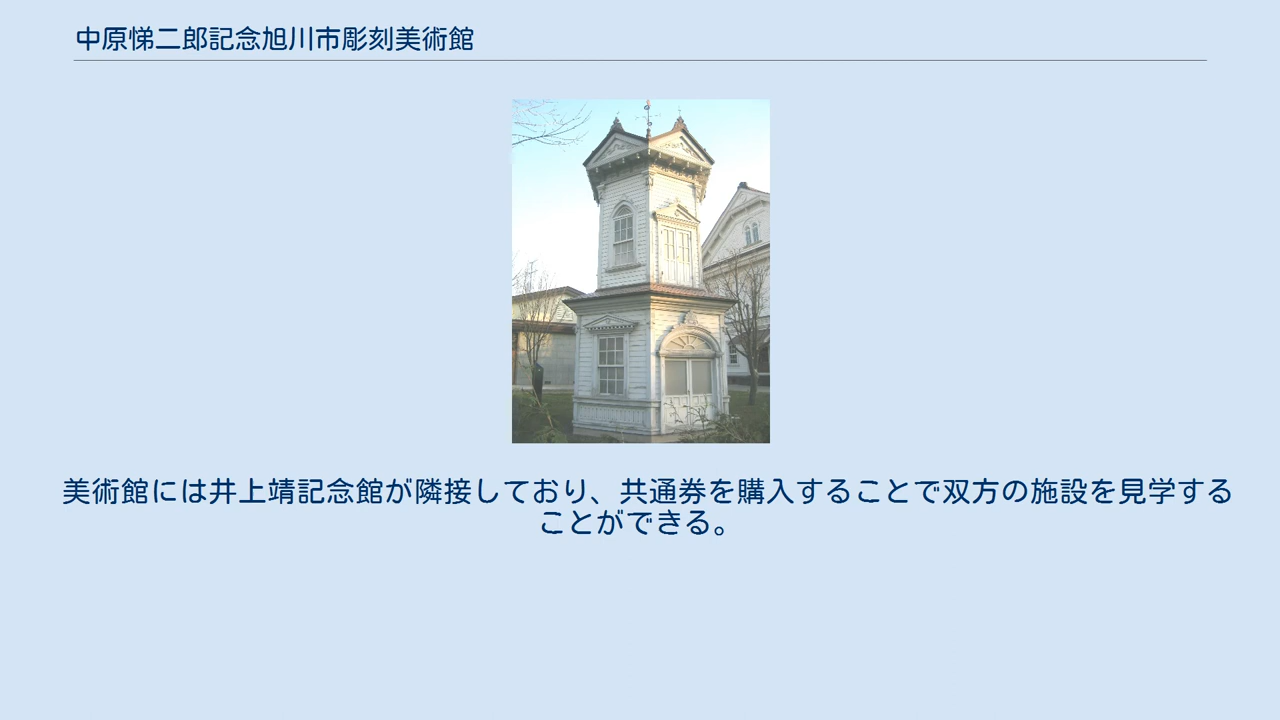 中原悌二郎記念旭川市彫刻美術館
美術館には井上靖記念館が隣接しており、共通券を購入することで双方の施設を見学する
ことができる。